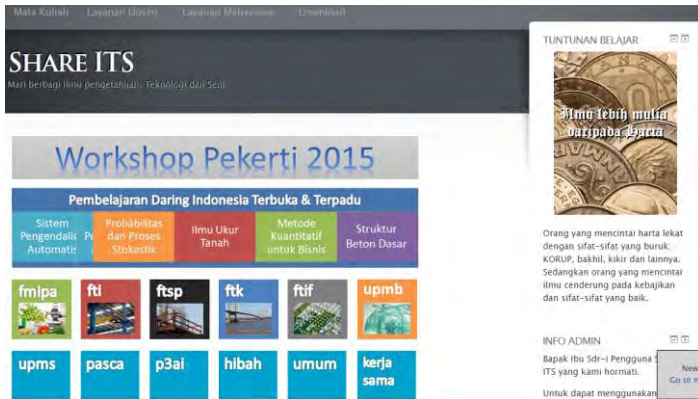 Mata Kuliah Layanan Dosen Layanan Mahasiswa Download
SHARE ITS
Mari berbagi ilmu pengetahuan, Teknologi dan Seni
Workshop Pekerti 2015
Pembelajaran Daring Indonesia Terbuka & Terpadu
Sistem
Pengendalis
Automatis
Probabilitas
dan Proses
Stokastik
Ilmu Ukur
Tanah
Metode
Kuantitatif
untuk Bisnis
Struktur
Beton Dasar
fmipa fti ftsp ftk ftif upmb
upms pasca p3ai hibah umum kerja
sama
TUNTUNAN BELAJAR
Ilmu lebih mulia
daripada Harta
Orang yang mencintai harta lekat
dengan sifat-sifat yang buruk:
KORUP, bakhil, kikir dan lainnya.
Sedangkan orang yang mencintai
ilmu cenderung pada kebajikan
dan sifat-sifat yang baik.
INFO ADMIN
Bapak Ibu Sdr-i Pengguna
ITS yang kami hormati.
Untuk dapat menggunakan
New
Go to